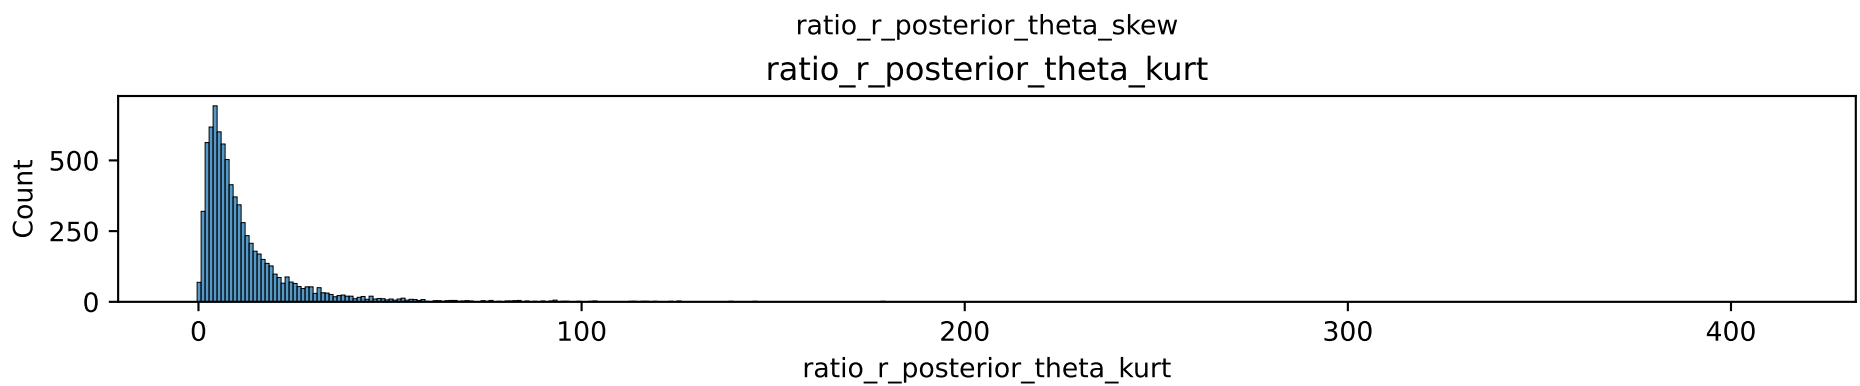 ratio_r_posterior_theta_skew
ratio_r_posterior_theta_kurt
Count
500
250
0
0 100 200 300 400
ratio_r_posterior_theta_kurt